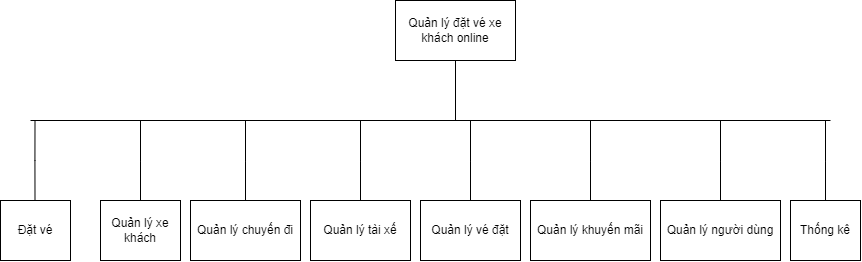 Quản lý đặt vé xe
khách online
Đặt vé
Quản lý xe
khách
Quản lý chuyến đi
Quản lý tài xế
Quản lý vé đặt
Quản lý khuyến mãi
Quản lý người dùng
Thống kê